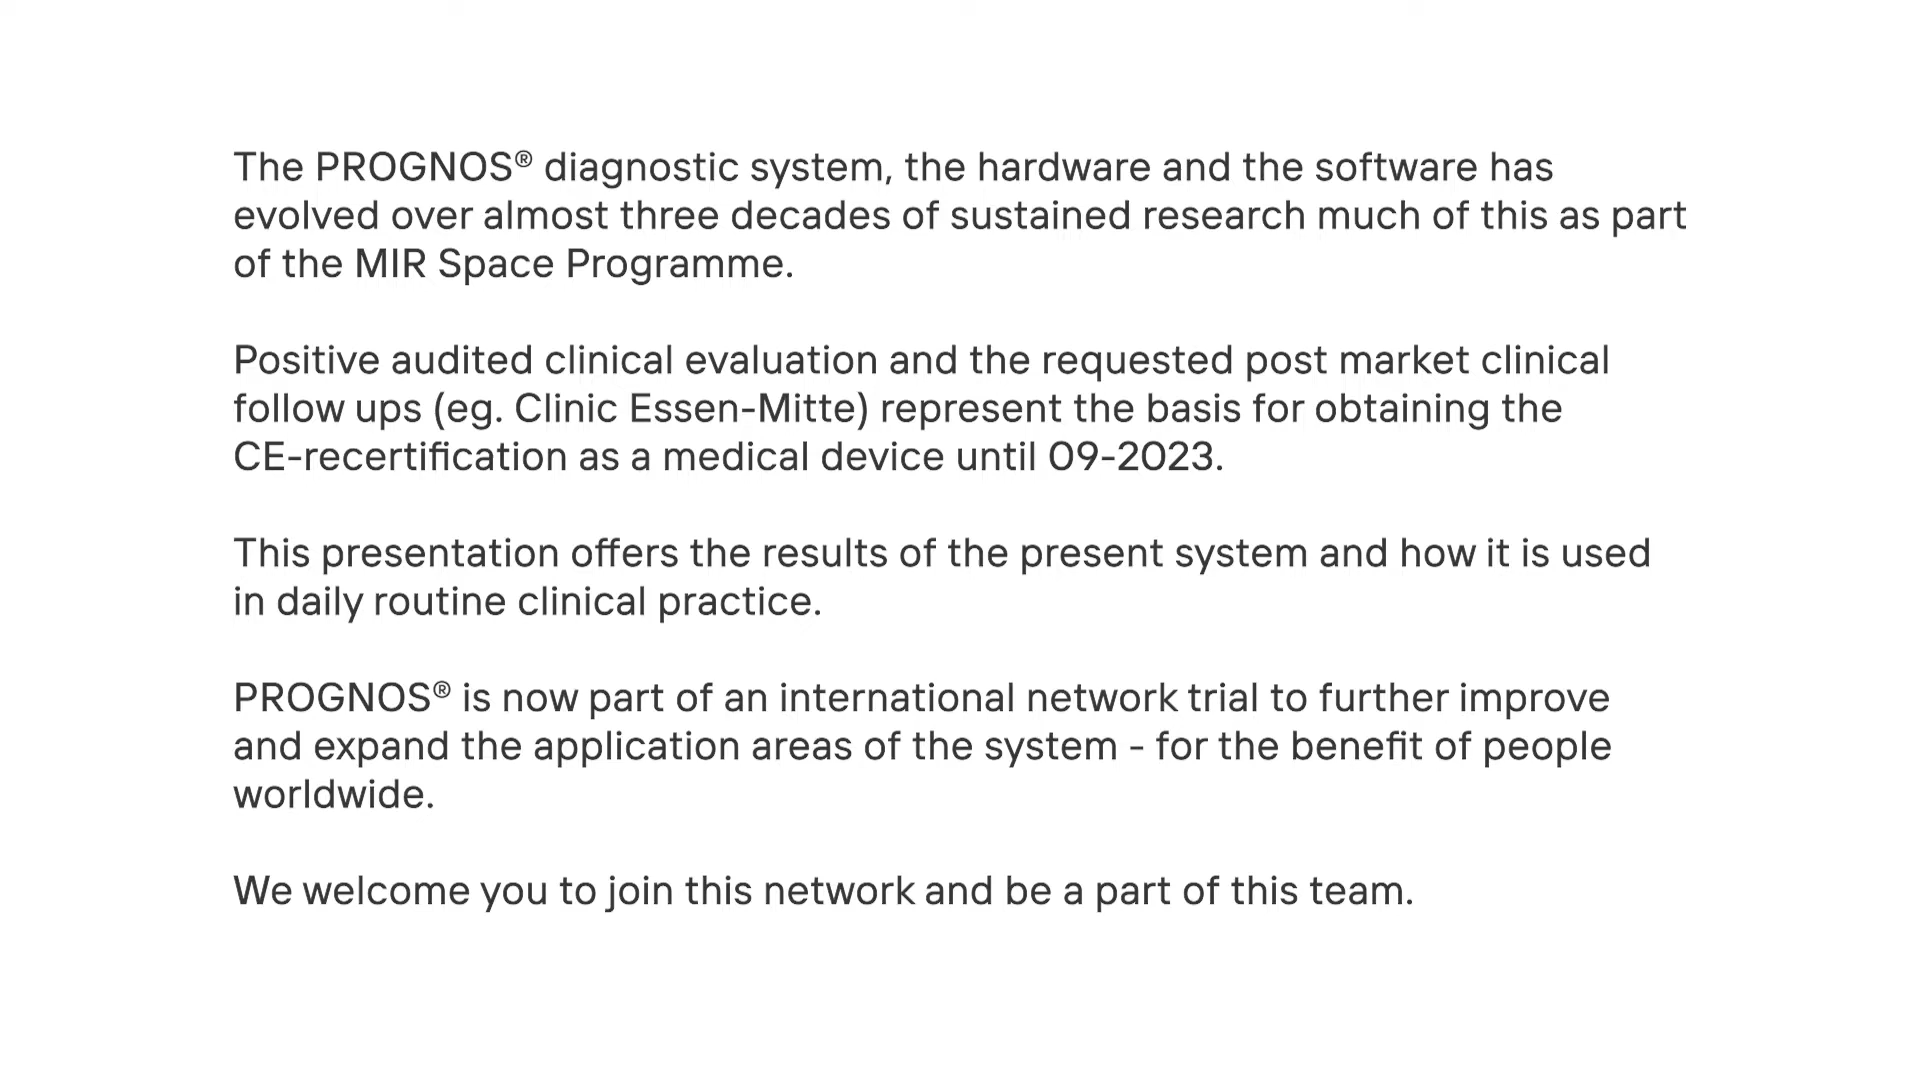 The PROGNOS® diagnostic system, the hardware and the software has
evolved over almost three decades of sustained research much of this as part
of the MIR Space Programme.
Positive audited clinical evaluation and the requested post market clinical
follow ups (eg. Clinic Essen-Mitte) represent the basis for obtaining the
CE-recertification as a medical device until 09-2023.
This presentation offers the results of the present system and how it is used
in daily routine clinical practice.
PROGNOS® is now part of an international network trial to further improve
and expand the application areas of the system - for the benefit of people
worldwide.
We welcome you to join this network and be a part of this team.